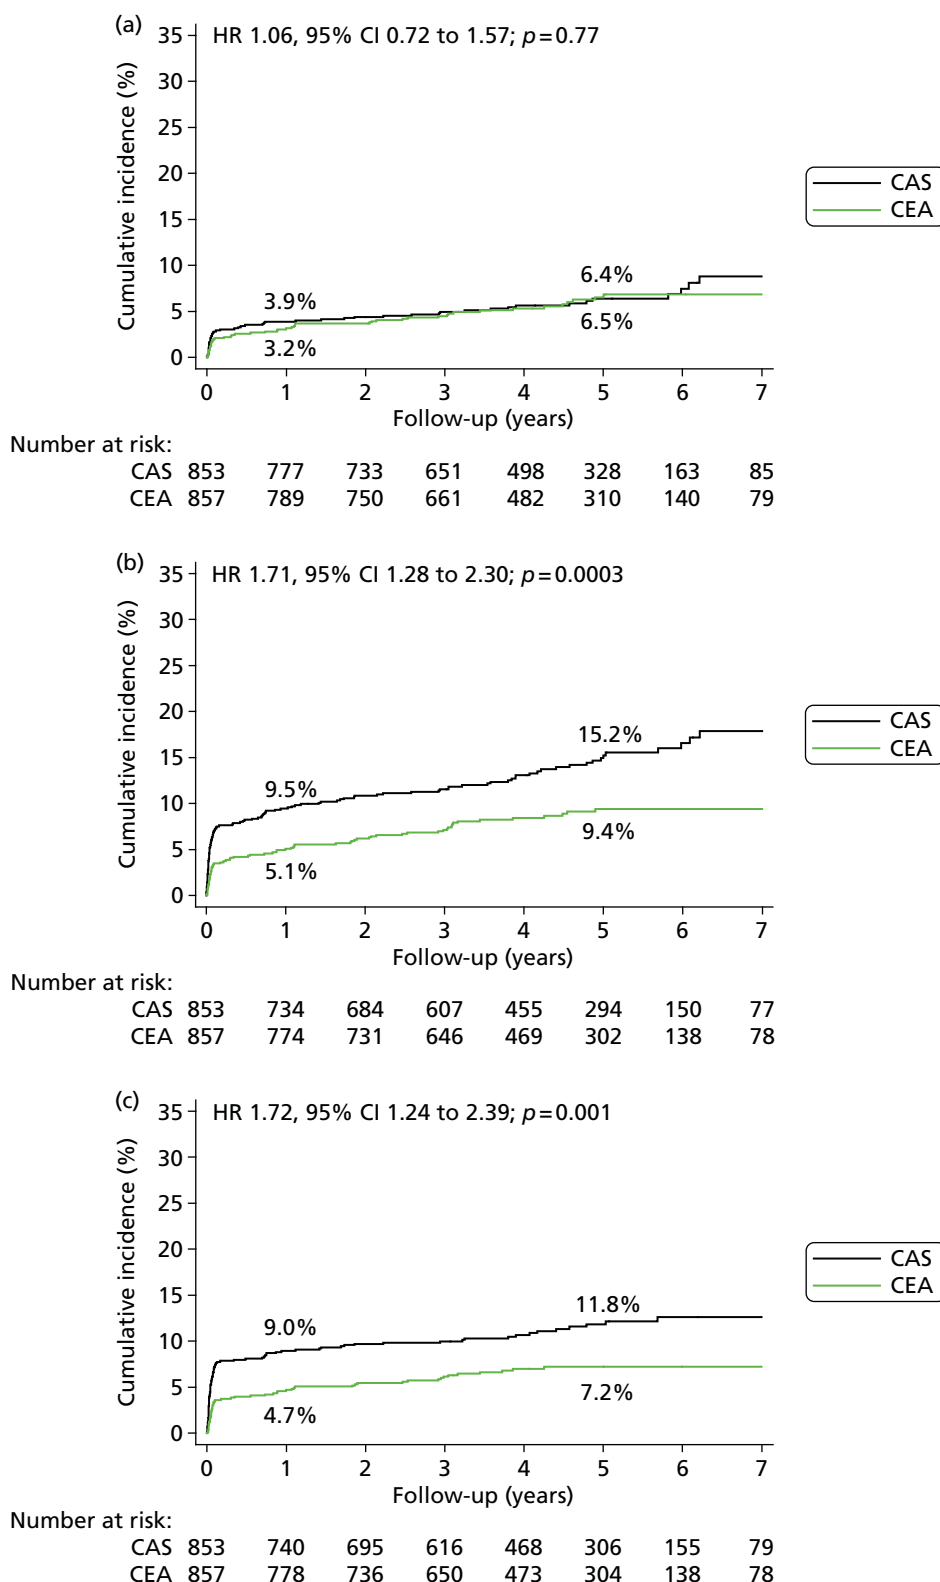 (a)
HR 1.06, 95% CI 0.72 to 1.57; p=0.77
Cumulative incidence (%)
35
30
25
20
15
10
5
0
3.9%
3.2%
6.4%
6.5%
CAS
CEA
0 1 2 3 4 5 6 7
Follow-up (years)
Number at risk:
CAS 853 777 733 651 498 328 163 85
CEA 857 789 750 661 482 310 140 79
(b)
HR 1.71, 95% CI 1.28 to 2.30; p=0.0003
Cumulative incidence (%)
35
30
25
20
15
10
5
0
9.5%
5.1%
15.2%
9.4%
CAS
CEA
0 1 2 3 4 5 6 7
Follow-up (years)
Number at risk:
CAS 853 734 684 607 455 294 150 77
CEA 857 774 731 646 469 302 138 78
(c)
HR 1.72, 95% CI 1.24 to 2.39; p=0.001
Cumulative incidence (%)
35
30
25
20
15
10
5
0
9.0%
4.7%
11.8%
7.2%
CAS
CEA
0 1 2 3 4 5 6 7
Follow-up (years)
Number at risk:
CAS 853 740 695 616 468 306 155 79
CEA 857 778 736 650 473 304 138 78